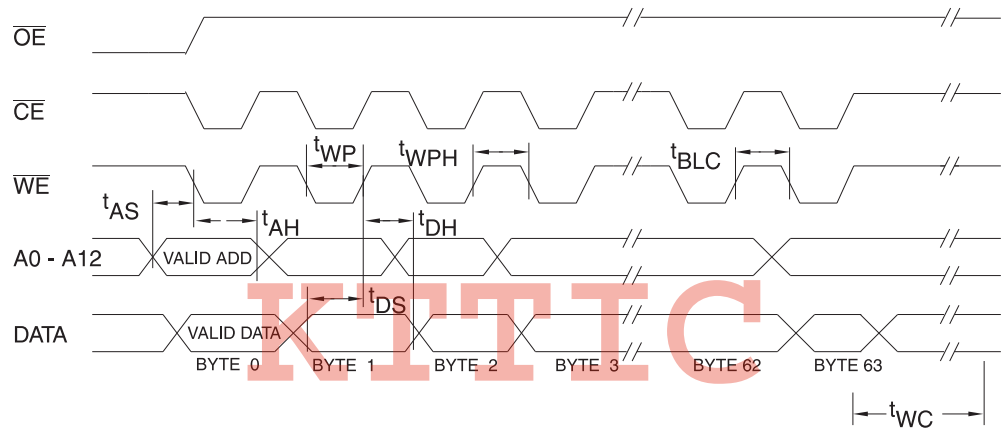 OE
CE
tWP
tWPH
tBLC
WE
tAS
tAH
tDH
A0 - A12
VALID ADD
tDS
DATA
VALID DATA
BYTE 0
BYTE 1
BYTE 2
BYTE 3
BYTE 62
BYTE 63
tWC
KTTIC